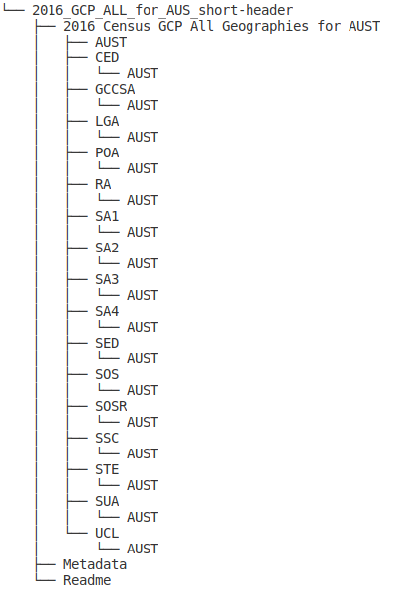 └── 2016_GCP_ALL_for_AUS_short-header
    ├── 2016 Census GCP All Geographies for AUST
    │   ├── AUST
    │   ├── CED
    │   │   └── AUST
    │   ├── GCCSA
    │   │   └── AUST
    │   ├── LGA
    │   │   └── AUST
    │   ├── POA
    │   │   └── AUST
    │   ├── RA
    │   │   └── AUST
    │   ├── SA1
    │   │   └── AUST
    │   ├── SA2
    │   │   └── AUST
    │   ├── SA3
    │   │   └── AUST
    │   ├── SA4
    │   │   └── AUST
    │   ├── SED
    │   │   └── AUST
    │   ├── SOS
    │   │   └── AUST
    │   ├── SOSR
    │   │   └── AUST
    │   ├── SSC
    │   │   └── AUST
    │   ├── STE
    │   │   └── AUST
    │   ├── SUA
    │   │   └── AUST
    │   └── UCL
    │       └── AUST
    ├── Metadata
    └── Readme